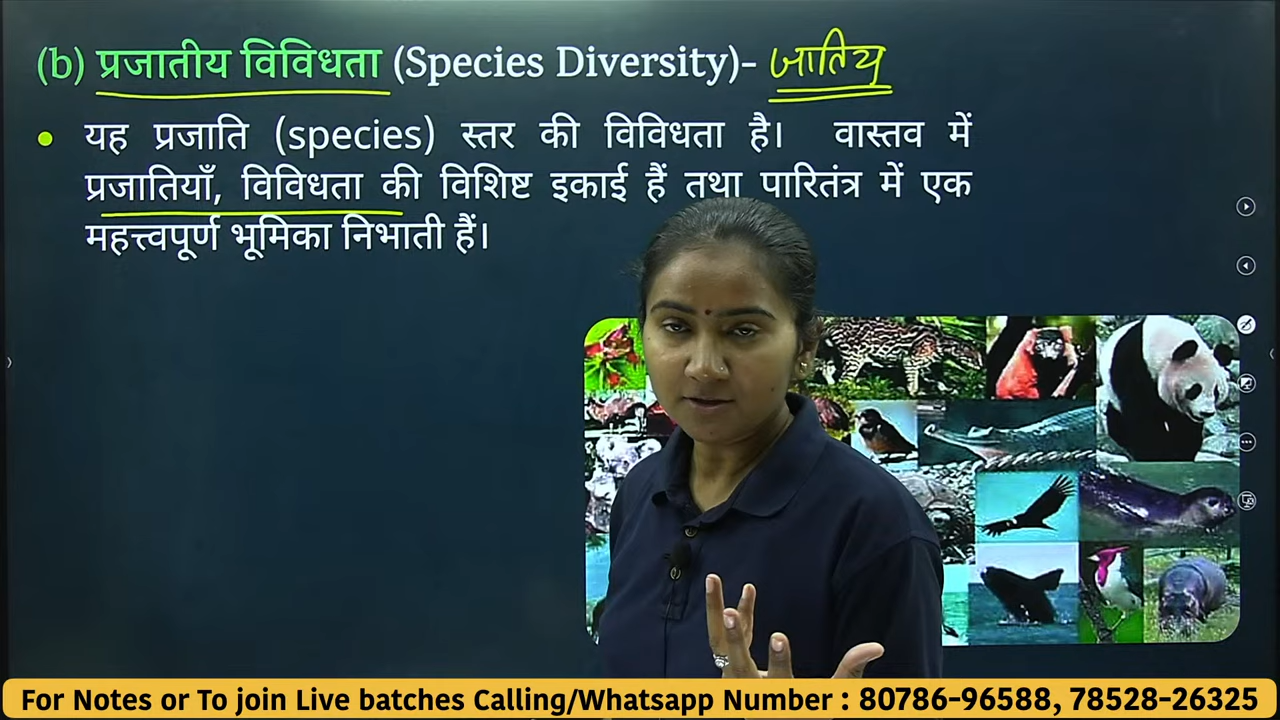 (b) प्रजातीय विविधता (Species Diversity)- जातिय
यह प्रजाति (species) स्तर की विविधता है। वास्तव में
प्रजातियाँ, विविधता की विशिष्ट इकाई हैं तथा पारितंत्र में एक
महत्त्वपूर्ण भूमिका निभाती हैं।
For Notes or To join Live batches Calling/Whatsapp Number : 80786-96588, 78528-26325